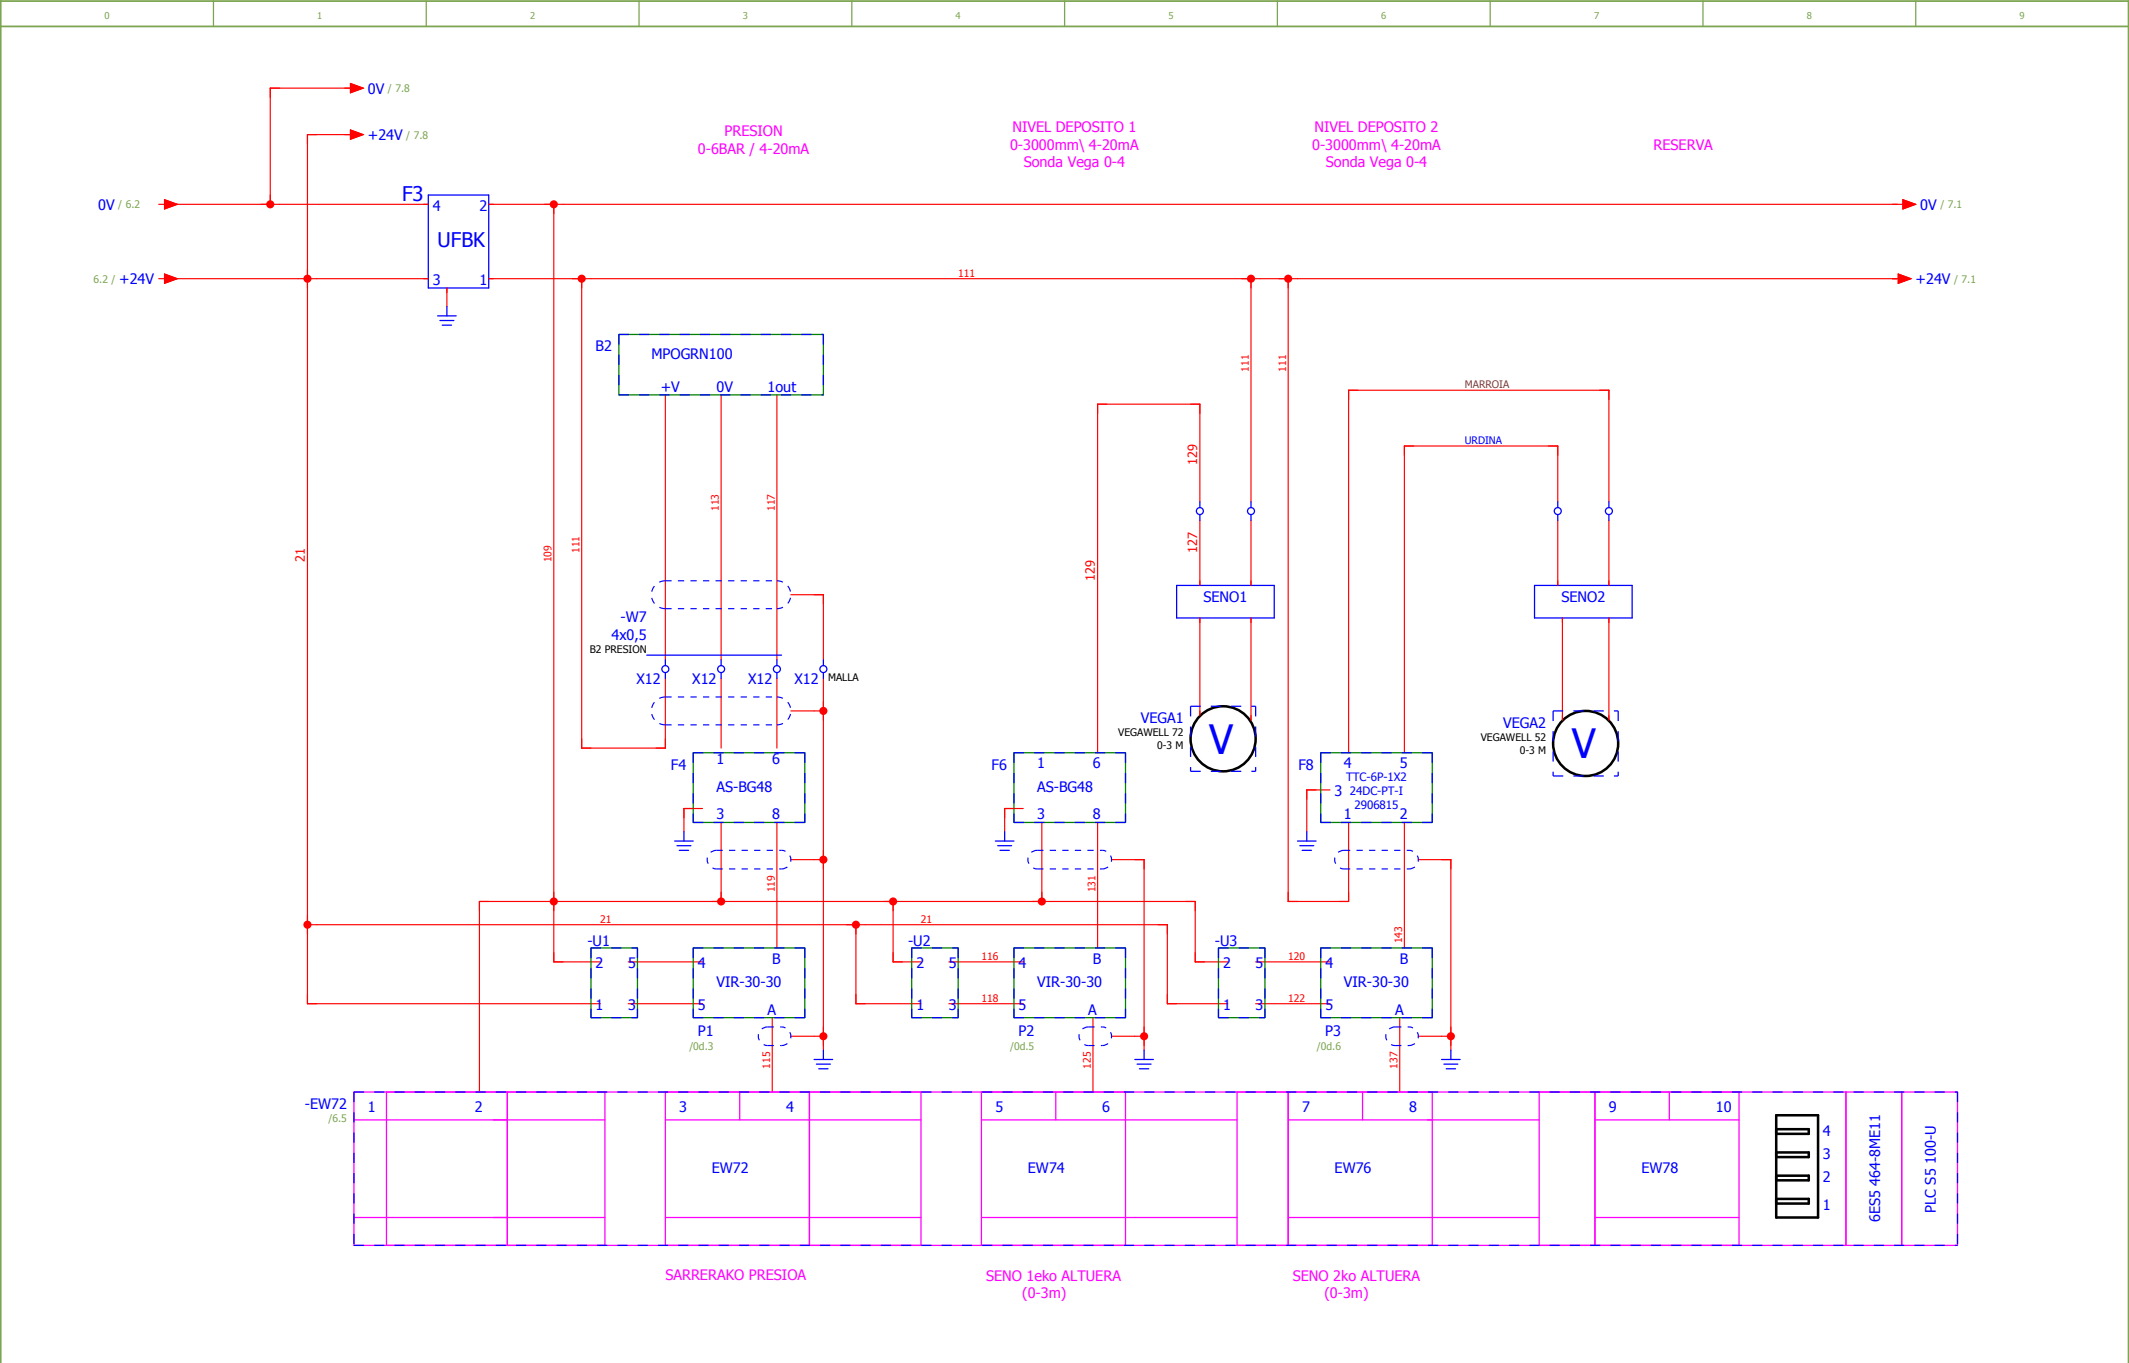 0 1 2 3 4 5 6 7 8 9
0V / 7.8
+24V / 7.8
PRESION
0-6BAR / 4-20mA
NIVEL DEPOSITO 1
0-3000mm\ 4-20mA
Sonda Vega 0-4
NIVEL DEPOSITO 2
0-3000mm\ 4-20mA
Sonda Vega 0-4
RESERVA
0V / 6.2
F3
4 2
UFBK
3 1
0V / 7.1
6.2 / +24V
111
+24V / 7.1
B2
MPOGRN100
+V 0V 1out
111
111
MARROIA
URDINA
129
113
117
21
109
111
127
129
SENO1
SENO2
-W7
4x0,5
B2 PRESION
X12 X12 X12 X12 MALLA
VEGA1
VEGAWELL 72
0-3 M
V
VEGA2
VEGAWELL 52
0-3 M
V
F4
1 6
AS-BG48
3 8
F6
1 6
AS-BG48
3 8
F8
4 5
TTC-6P-1X2
3 24DC-PT-I
2906815
1 2
119
131
143
21
21
-U1
2 5
1 3
4 B
VIR-30-30
5 A
P1
/0d.3
-U2
2 5
1 3
116
118
4 B
VIR-30-30
5 A
P2
/0d.5
-U3
2 5
1 3
120
122
4 B
VIR-30-30
5 A
P3
/0d.6
115
125
137
-EW72
/6.5
1 2 3 4 5 6 7 8 9 10
EW72
EW74
EW76
EW78
4
3
2
1
6ES5 464-8ME11
PLC S5 100-U
SARRERAKO PRESIOA
SENO 1eko ALTUERA
(0-3m)
SENO 2ko ALTUERA
(0-3m)